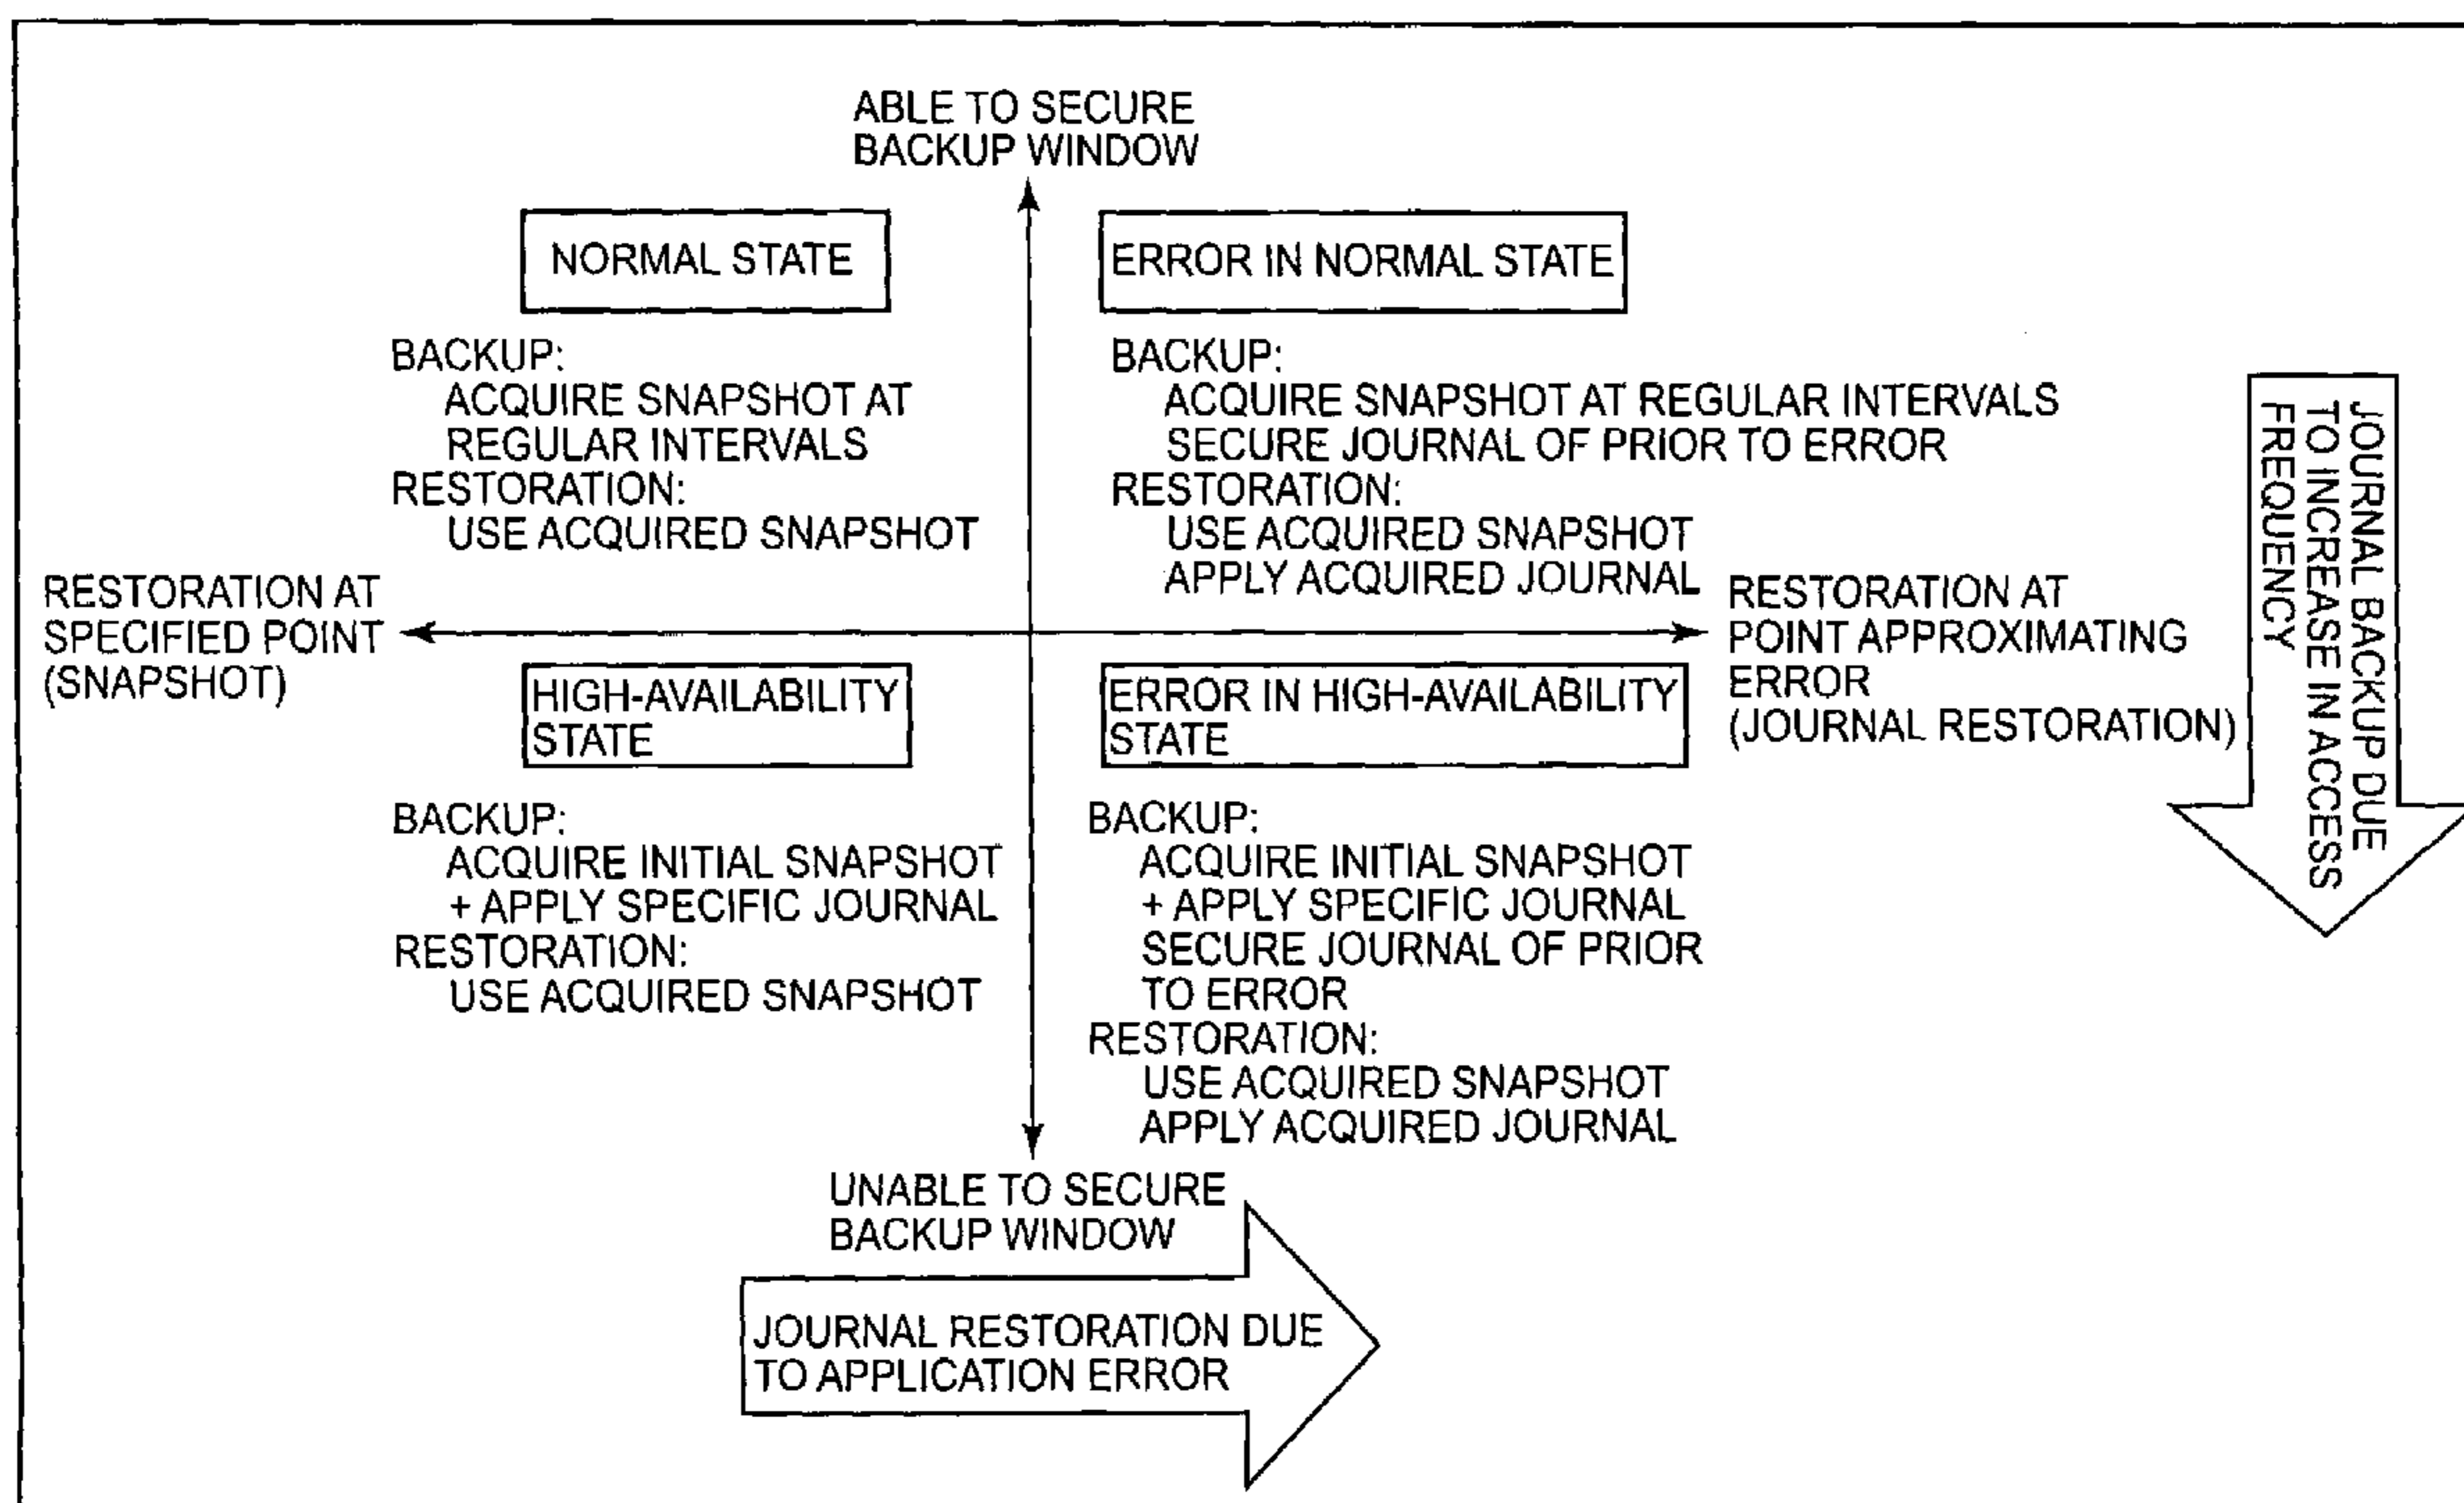 ABLE TO SECURE
BACKUP WINDOW
NORMAL STATE
BACKUP:
ACQUIRE SNAPSHOT AT
REGULAR INTERVALS
RESTORATION:
USE ACQUIRED SNAPSHOT
ERROR IN NORMAL STATE
BACKUP:
ACQUIRE SNAPSHOT AT REGULAR INTERVALS
SECURE JOURNAL OF PRIOR TO ERROR
RESTORATION:
USE ACQUIRED SNAPSHOT
APPLY ACQUIRED JOURNAL
RESTORATION AT
SPECIFIED POINT
(SNAPSHOT)
RESTORATION AT
POINT APPROXIMATING
ERROR
(JOURNAL RESTORATION)
JOURNAL BACKUP DUE
TO INCREASE IN ACCESS
FREQUENCY
HIGH-AVAILABILITY
STATE
BACKUP:
ACQUIRE INITIAL SNAPSHOT
+ APPLY SPECIFIC JOURNAL
RESTORATION:
USE ACQUIRED SNAPSHOT
ERROR IN HIGH-AVAILABILITY
STATE
BACKUP:
ACQUIRE INITIAL SNAPSHOT
+ APPLY SPECIFIC JOURNAL
SECURE JOURNAL OF PRIOR
TO ERROR
RESTORATION:
USE ACQUIRED SNAPSHOT
APPLY ACQUIRED JOURNAL
UNABLE TO SECURE
BACKUP WINDOW
JOURNAL RESTORATION DUE
TO APPLICATION ERROR